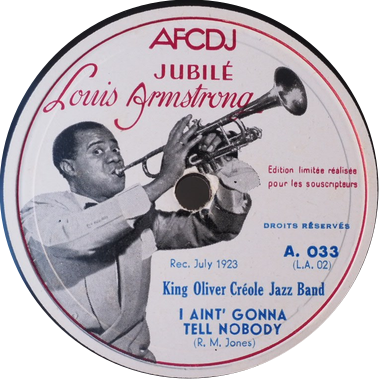 AFCDJ
JUBILÉ
Louis Armstrong
Edition limitée réalisée
pour les souscripteurs
DROITS RÉSERVÉS
A. 033
(L.A. 02)
Rec. July 1923
King Oliver Créole Jazz Band
I AINT' GONNA
TELL NOBODY
(R. M. Jones)